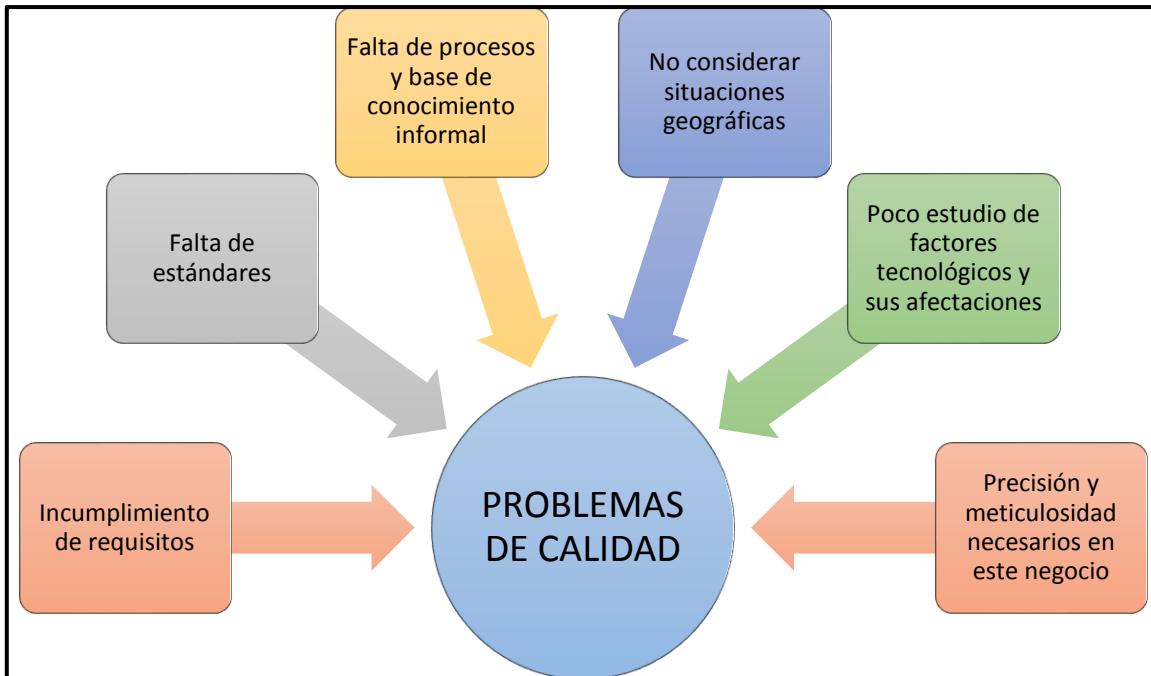 Falta de procesos
y base de
conocimiento
informal
No considerar
situaciones
geográficas
Falta de
estándares
Poco estudio de
factores
tecnológicos y
sus afectaciones
Incumplimiento
de requisitos
PROBLEMAS
DE CALIDAD
Precisión y
meticulosidad
necesarios en
este negocio